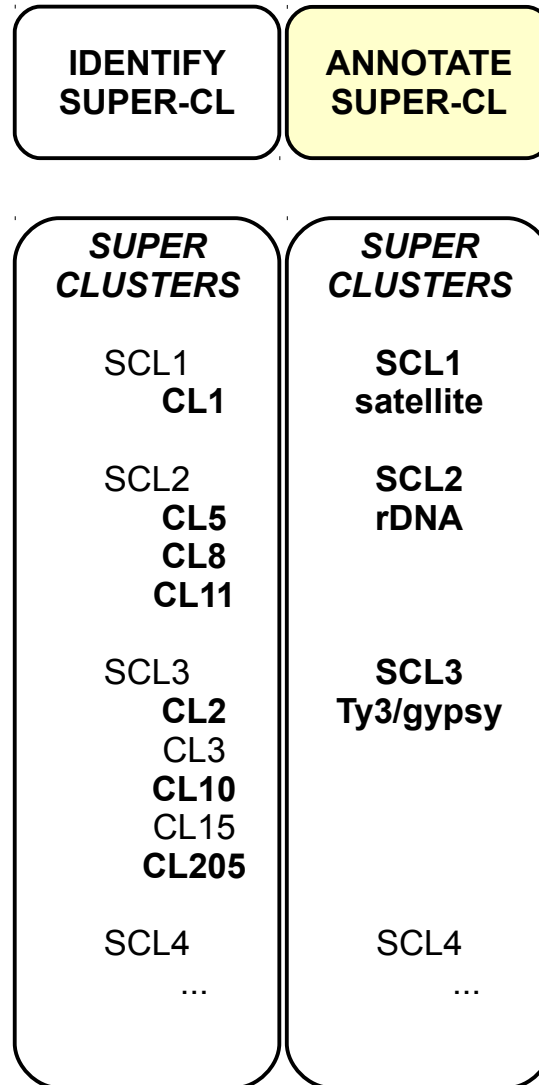 IDENTIFY
SUPER-CL
ANNOTATE
SUPER-CL
SUPER
CLUSTERS
SCL1
CL1
SCL2
CL5
CL8
CL11
SCL3
CL2
CL3
CL10
CL15
CL205
SCL4
...
SUPER
CLUSTERS
SCL1
satellite
SCL2
rDNA
SCL3
Ty3/gypsy
SCL4
...